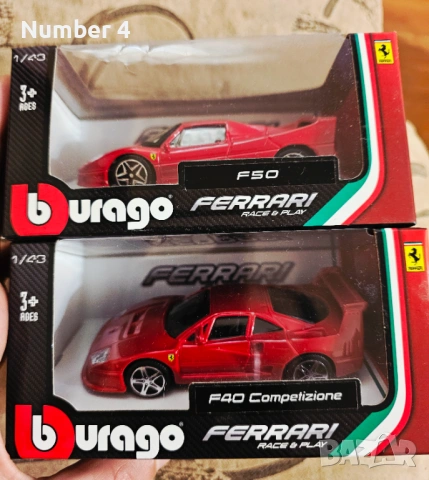 Number 4
1/43
3+
AGES
F50
burago
FERRARI
RACE & PLAY
FERRARI
1/43
3+
AGES
F40 Competizione
burago
FERRARI
RACE & PLAY
BAZAR